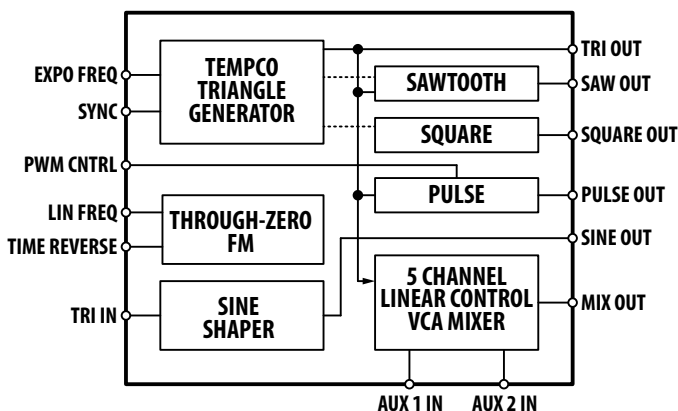 EXPO FREQ
SYNC
PWM CNTRL
LIN FREQ
TIME REVERSE
TRI IN
TEMPCO
TRIANGLE
GENERATOR
THROUGH-ZERO
FM
SINE
SHAPER
SAWTOOTH
SQUARE
PULSE
5 CHANNEL
LINEAR CONTROL
VCA MIXER
TRI OUT
SAW OUT
SQUARE OUT
PULSE OUT
SINE OUT
MIX OUT
AUX 1 IN
AUX 2 IN